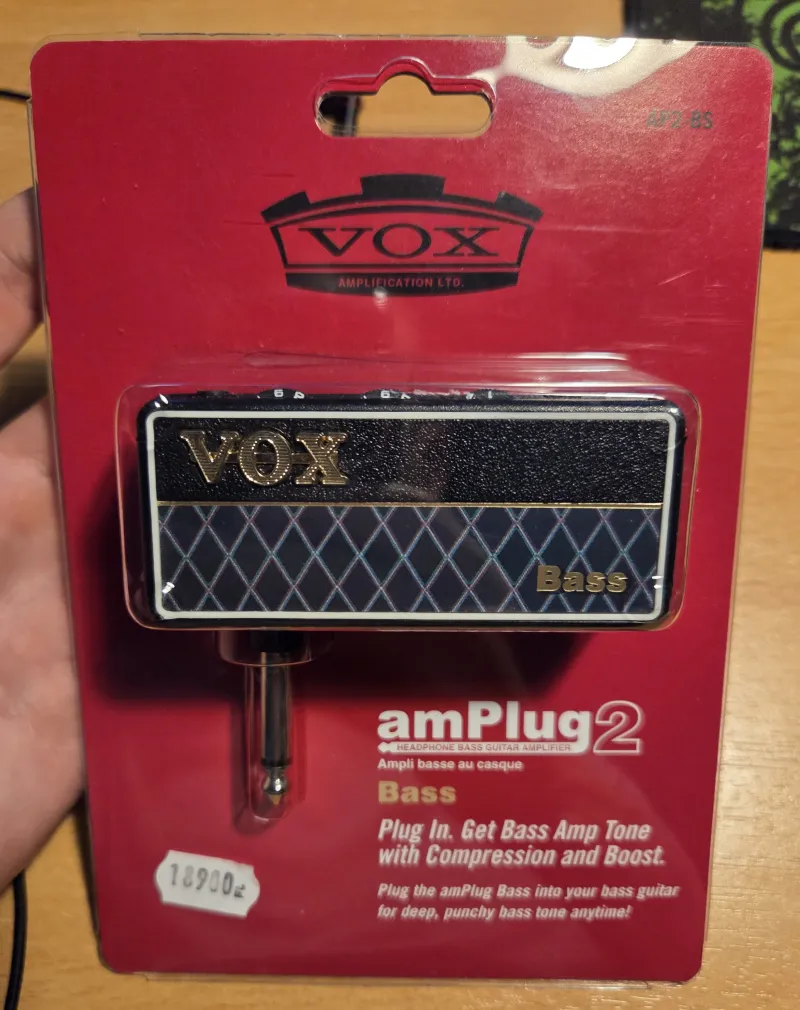 AP2-BS
VOX
AMPLIFICATION LTD.
VOX
Bass
amPlug2
HEADPHONE BASS GUITAR AMPLIFIER
Ampli basse au casque
Bass
Plug In. Get Bass Amp Tone
with Compression and Boost.
Plug the amPlug Bass into your bass guitar
for deep, punchy bass tone anytime!
18900